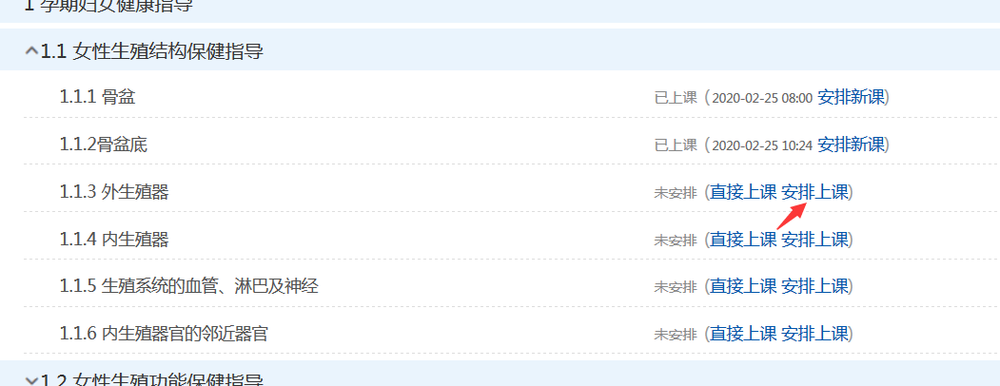 1 孕期妇女健康指导
1.1 女性生殖结构保健指导
1.1.1 骨盆 已上课 ( 2020-02-25 08:00 安排新课)
1.1.2骨盆底 已上课 ( 2020-02-25 10:24 安排新课)
1.1.3 外生殖器 未安排 (直接上课 安排上课)
1.1.4 内生殖器 未安排 (直接上课 安排上课)
1.1.5 生殖系统的血管、淋巴及神经 未安排 (直接上课 安排上课)
1.1.6 内生殖器官的邻近器官 未安排 (直接上课 安排上课)
1.2 女性生殖功能保健指导